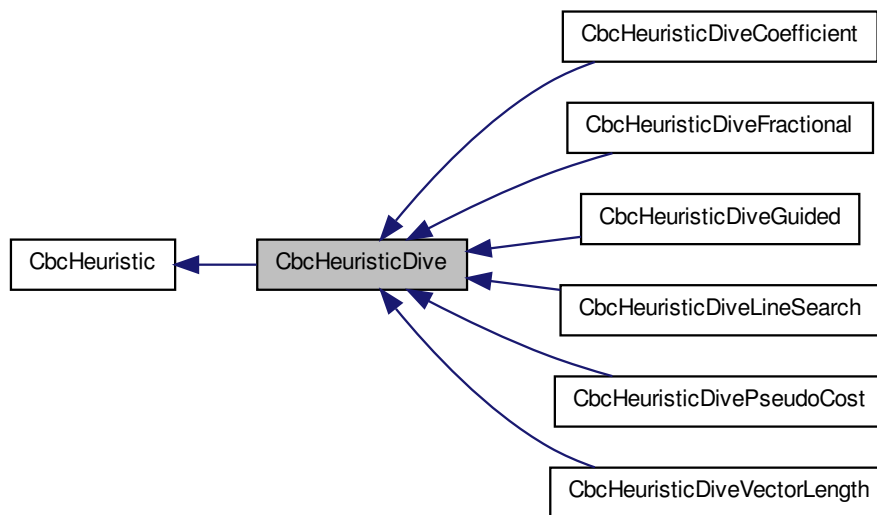 CbcHeuristicDiveCoefficient
CbcHeuristicDiveFractional
CbcHeuristicDiveGuided
CbcHeuristic
CbcHeuristicDive
CbcHeuristicDiveLineSearch
CbcHeuristicDivePseudoCost
CbcHeuristicDiveVectorLength